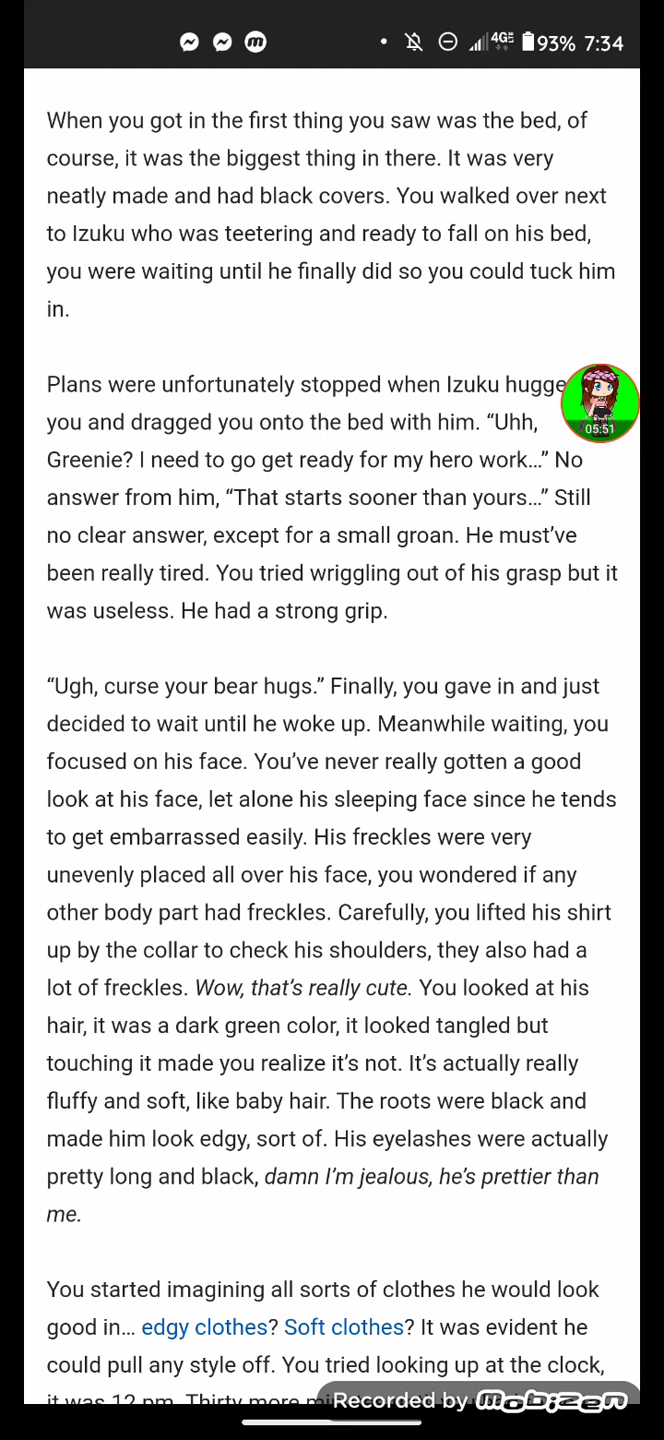 93% 7:34
4GE
When you got in the first thing you saw was the bed, of
course, it was the biggest thing in there. It was very
neatly made and had black covers. You walked over next
to Izuku who was teetering and ready to fall on his bed,
you were waiting until he finally did so you could tuck him
in.
Plans were unfortunately stopped when Izuku hugge
you and dragged you onto the bed with him. “Uhh,
05:51
Greenie? I need to go get ready for my hero work…” No
answer from him, “That starts sooner than yours…” Still
no clear answer, except for a small groan. He must’ve
been really tired. You tried wriggling out of his grasp but it
was useless. He had a strong grip.
“Ugh, curse your bear hugs.” Finally, you gave in and just
decided to wait until he woke up. Meanwhile waiting, you
focused on his face. You’ve never really gotten a good
look at his face, let alone his sleeping face since he tends
to get embarrassed easily. His freckles were very
unevenly placed all over his face, you wondered if any
other body part had freckles. Carefully, you lifted his shirt
up by the collar to check his shoulders, they also had a
lot of freckles. Wow, that’s really cute. You looked at his
hair, it was a dark green color, it looked tangled but
touching it made you realize it’s not. It’s actually really
fluffy and soft, like baby hair. The roots were black and
made him look edgy, sort of. His eyelashes were actually
pretty long and black, damn I’m jealous, he’s prettier than
me.
You started imagining all sorts of clothes he would look
good in… edgy clothes? Soft clothes? It was evident he
could pull any style off. You tried looking up at the clock,
it was 12 pm. Thirty more
Recorded by Mobizen